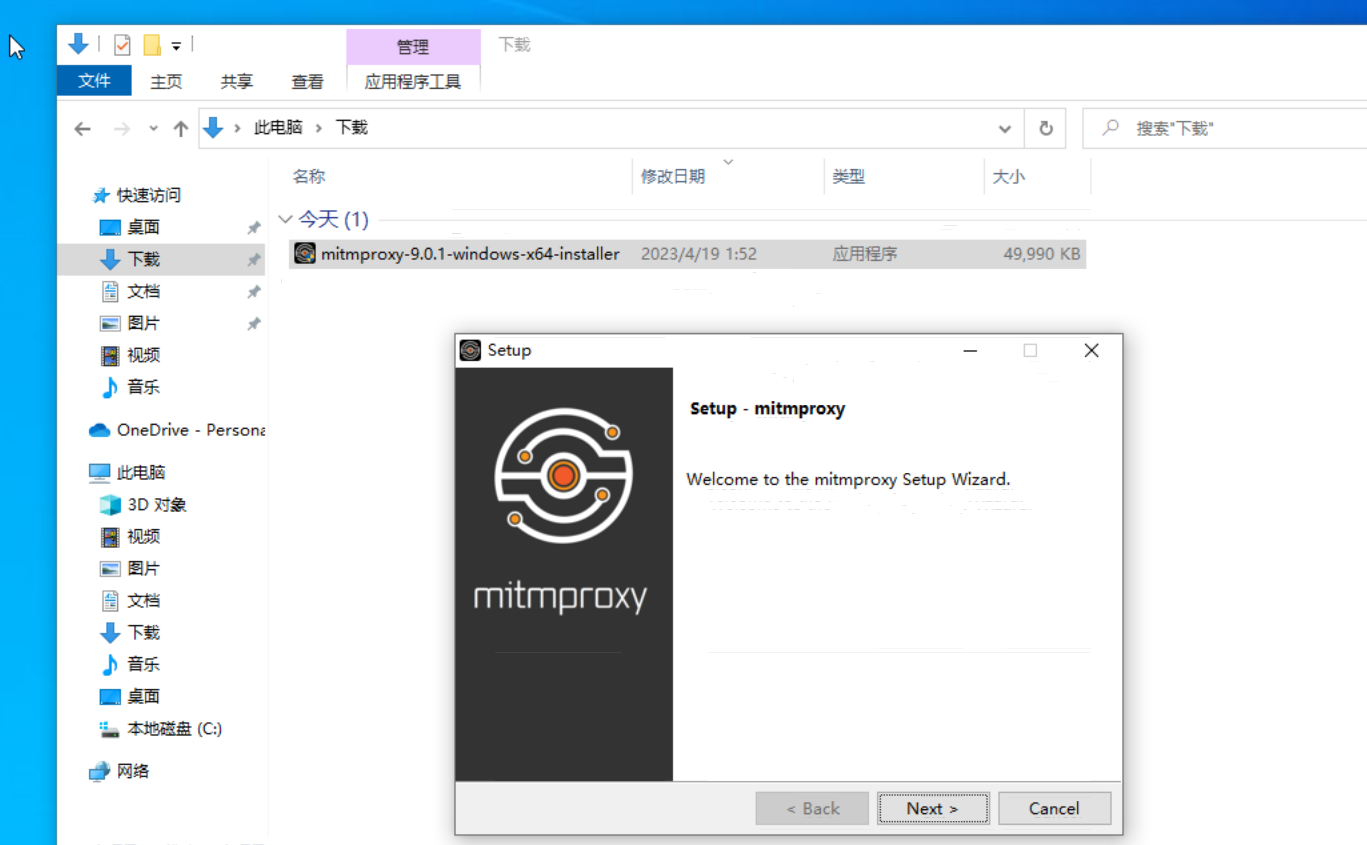 管理 下载
文件 主页 共享 查看 应用程序工具
此电脑 下载 搜索"下载"
名称 修改日期 类型 大小
快速访问
今天 (1)
桌面
mitmproxy-9.0.1-windows-x64-installer 2023/4/19 1:52 应用程序 49,990 KB
下载
文档
图片
视频
音乐
OneDrive - Persona
此电脑
3D 对象
视频
图片
文档
下载
音乐
桌面
本地磁盘 (C:)
网络
Setup
Setup - mitmproxy
Welcome to the mitmproxy Setup Wizard.
mitmproxy
< Back Next > Cancel